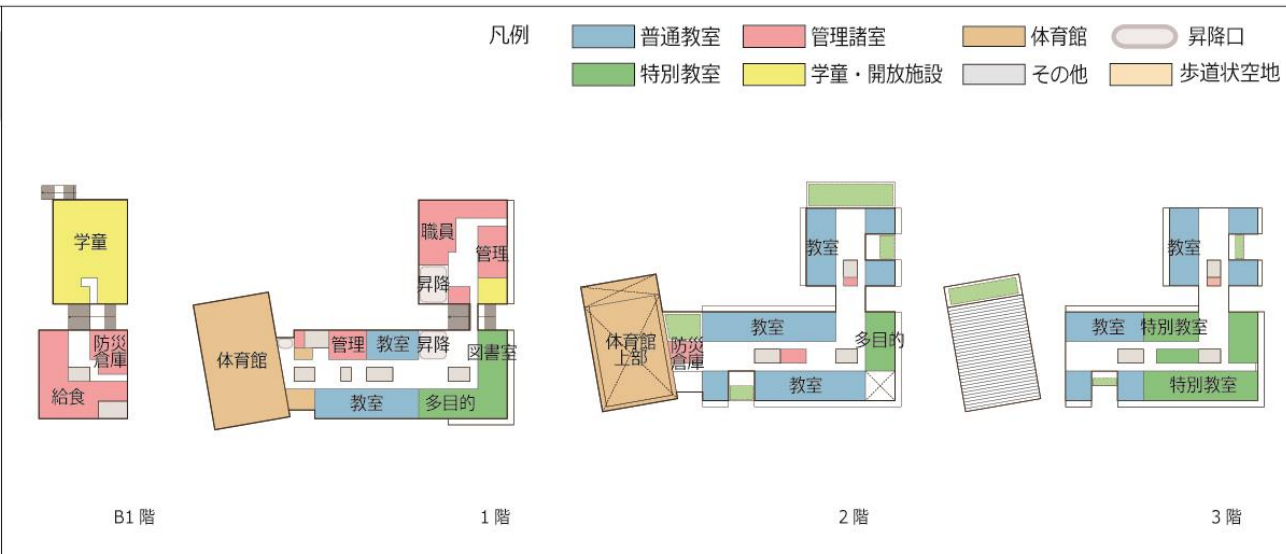 凡例
普通教室
管理諸室
体育館
昇降口
特別教室
学童・開放施設
その他
歩道状空地
学童
防災
倉庫
給食
B1 階
職員
管理
昇降
体育館
管理
教室
昇降
図書室
教室
多目的
1 階
教室
体育館
上部
防災
倉庫
教室
多目的
教室
2 階
教室
教室
特別教室
特別教室
3 階